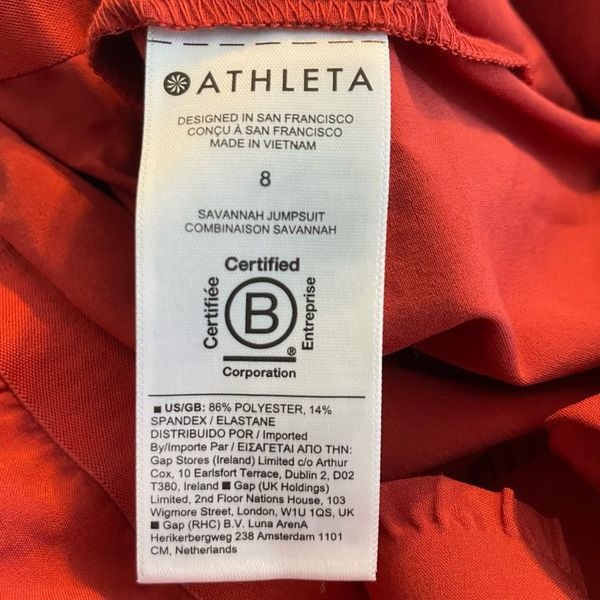 ATHLETA
DESIGNED IN SAN FRANCISCO
CONÇU À SAN FRANCISCO
MADE IN VIETNAM
8
SAVANNAH JUMPSUIT
COMBINAISON SAVANNAH
Certified
Certifiée
B
Entreprise
®
Corporation
■ US/GB: 86% POLYESTER, 14%
SPANDEX / ELASTANE
DISTRIBUIDO POR / Imported
By/Importe Par / ΕΙΣΑΓΕΤΑΙ ΑΠΟ ΤΗΝ:
Gap Stores (Ireland) Limited c/o Arthur
Cox, 10 Earlsfort Terrace, Dublin 2, D02
T380, Ireland ■ Gap (UK Holdings)
Limited, 2nd Floor Nations House, 103
Wigmore Street, London, W1U 1QS, UK
■ Gap (RHC) B.V. Luna ArenA
Herikerbergweg 238 Amsterdam 1101
CM, Netherlands